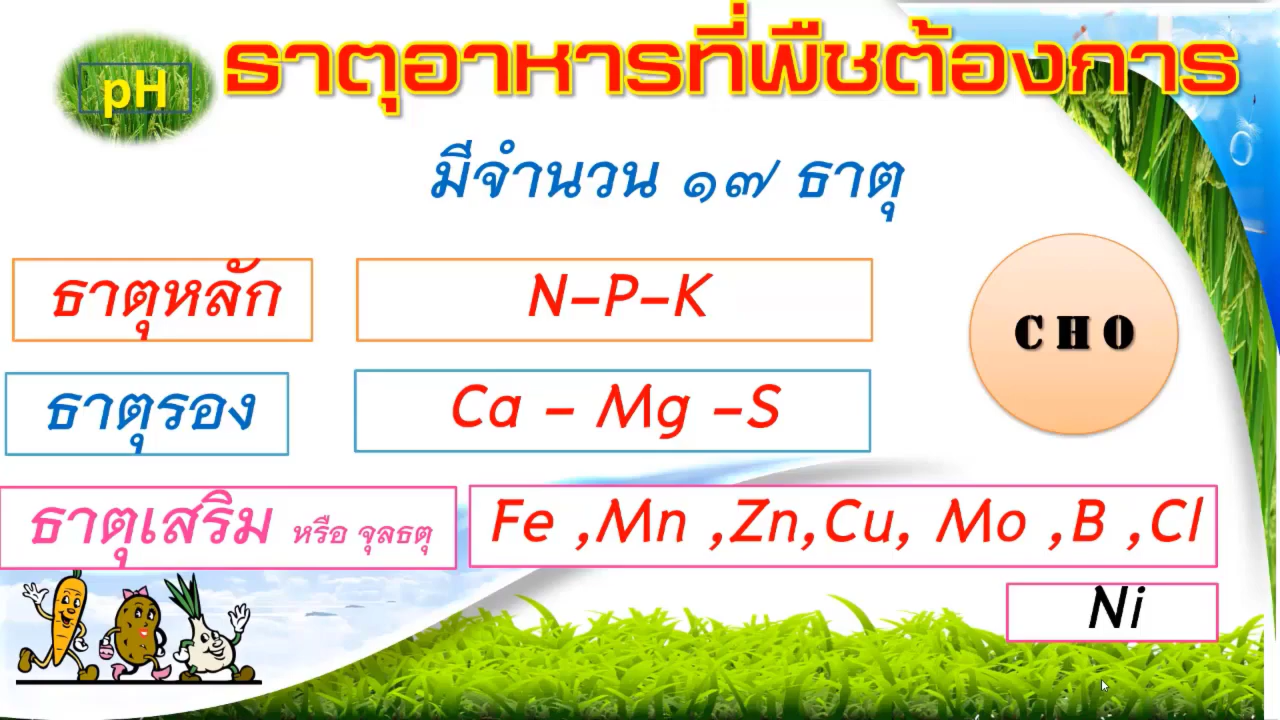 pH
ธาตุอาหารที่พืชต้องการ
มีจำนวน ๑๗ ธาตุ
ธาตุหลัก
N-P-K
C H O
ธาตุรอง
Ca - Mg -S
ธาตุเสริม หรือ จุลธตุ
Fe ,Mn ,Zn,Cu, Mo ,B ,Cl
Ni